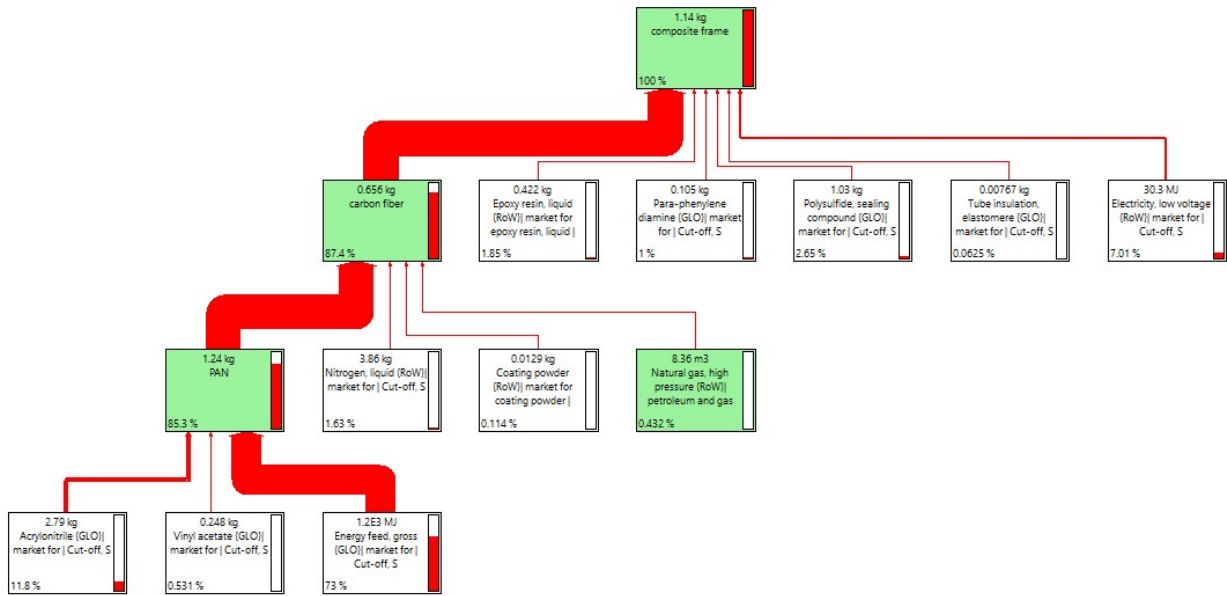 1.14 kg
composite frame
100 %
0.656 kg
carbon fiber
87.4 %
0.422 kg
Epoxy resin, liquid
{RoW}| market for
epoxy resin, liquid |
1.85 %
0.105 kg
Para-phenylene
diamine {GLO}| market
for | Cut-off, S
1 %
1.03 kg
Polysulfide, sealing
compound {GLO}|
market for | Cut-off, S
2.65 %
0.00767 kg
Tube insulation,
elastomere {GLO}|
market for | Cut-off, S
0.0625 %
30.3 MJ
Electricity, low voltage
{RoW}| market for |
Cut-off, S
7.01 %
1.24 kg
PAN
85.3 %
3.86 kg
Nitrogen, liquid {RoW}|
market for | Cut-off, S
1.63 %
0.0129 kg
Coating powder
{RoW}| market for
coating powder |
0.114 %
8.36 m3
Natural gas, high
pressure {RoW}|
petroleum and gas
0.432 %
2.79 kg
Acrylonitrile {GLO}|
market for | Cut-off, S
11.8 %
0.248 kg
Vinyl acetate {GLO}|
market for | Cut-off, S
0.531 %
1.2E3 MJ
Energy feed, gross
{GLO}| market for |
Cut-off, S
73 %